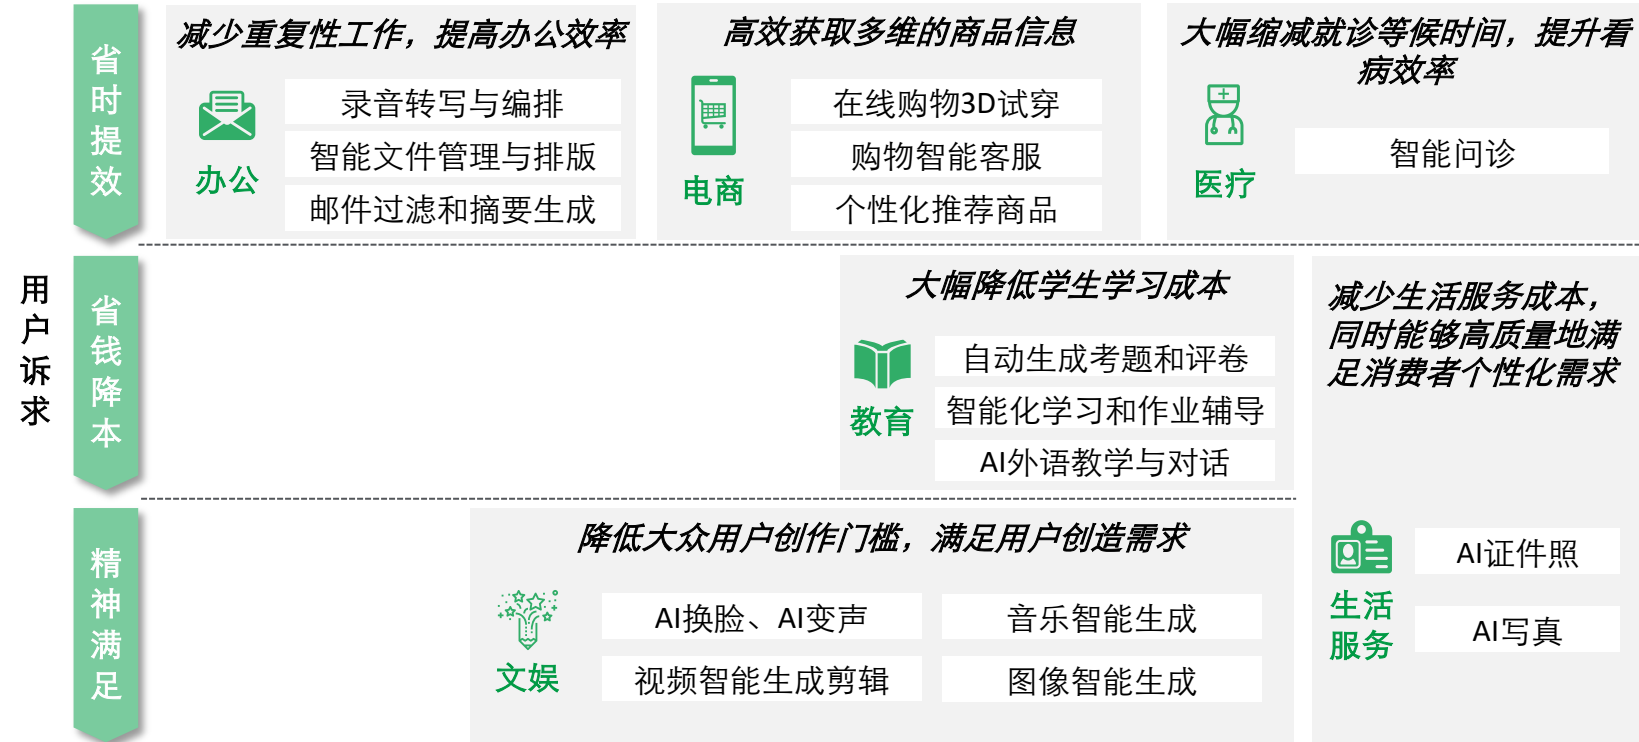 用户诉求
省时提效
减少重复性工作，提高办公效率
办公
录音转写与编排
智能文件管理与排版
邮件过滤和摘要生成
高效获取多维的商品信息
电商
在线购物3D试穿
购物智能客服
个性化推荐商品
大幅缩减就诊等候时间，提升看
病效率
医疗
智能问诊
省钱降本
大幅降低学生学习成本
教育
自动生成考题和评卷
智能化学习和作业辅导
AI外语教学与对话
减少生活服务成本，
同时能够高质量地满
足消费者个性化需求
生活
服务
AI证件照
AI写真
精神满足
降低大众用户创作门槛，满足用户创造需求
文娱
AI换脸、AI变声
音乐智能生成
视频智能生成剪辑
图像智能生成